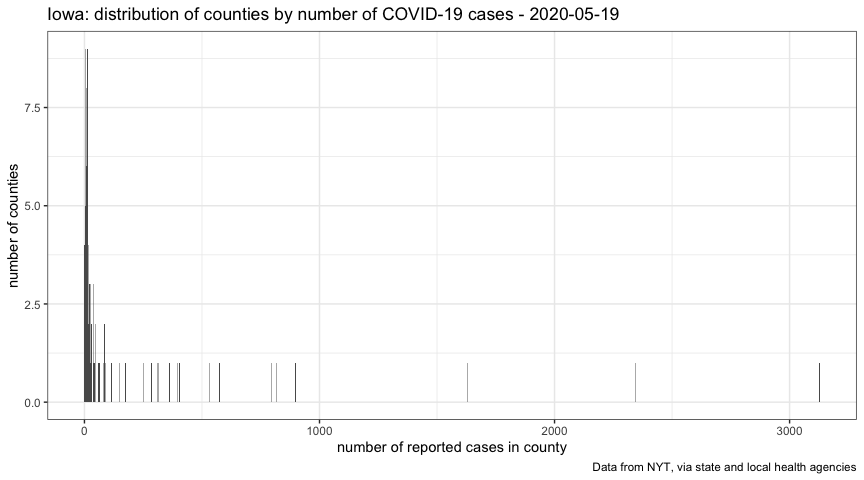 Iowa: distribution of counties by number of COVID-19 cases - 2020-05-19
number of counties
7.5
5.0
2.5
0.0
0 1000 2000 3000
number of reported cases in county
Data from NYT, via state and local health agencies